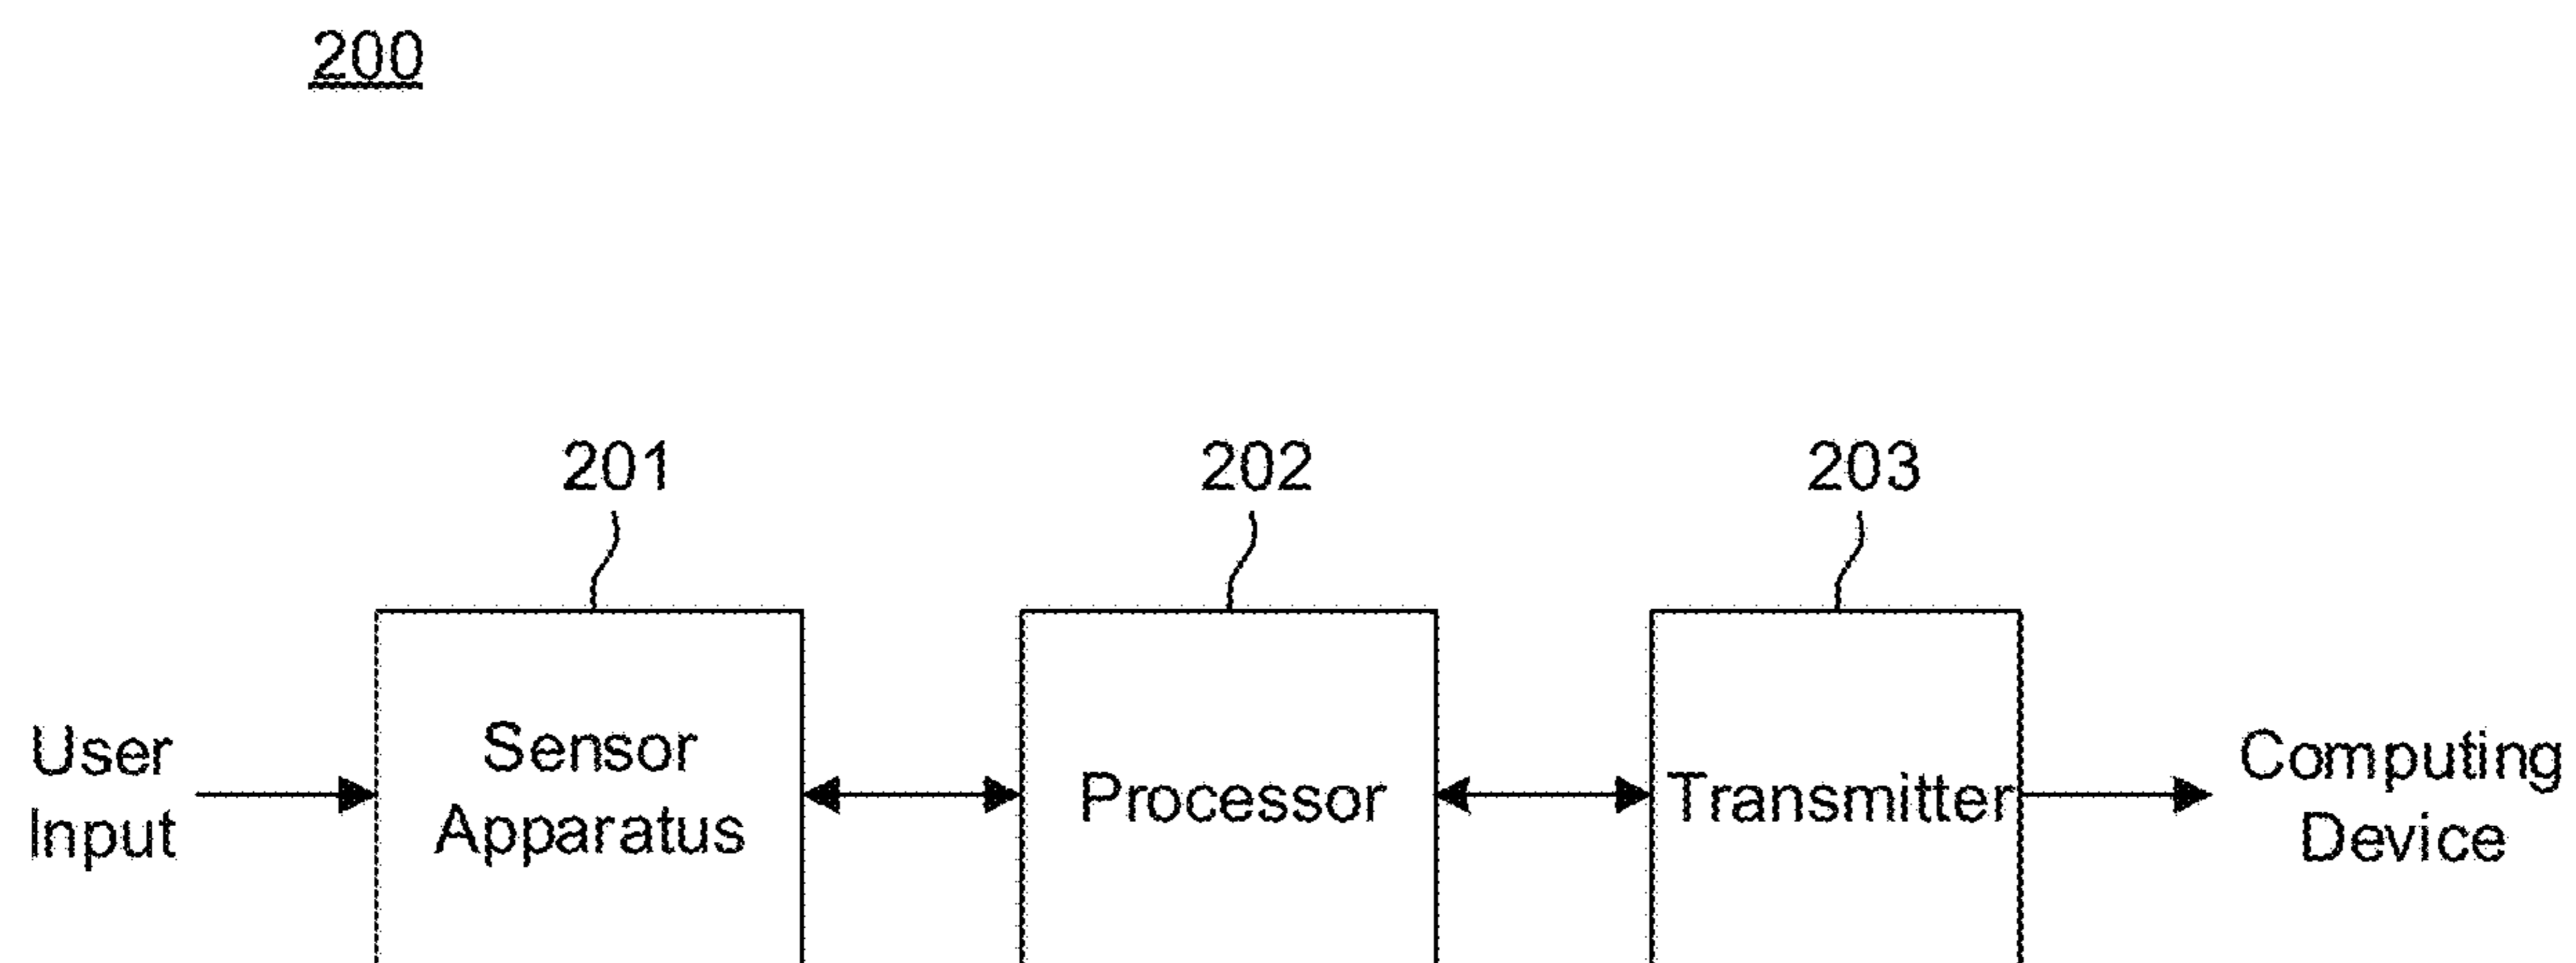 200
201
202
203
User
Input
Sensor
Apparatus
Processor
Transmitter
Computing
Device